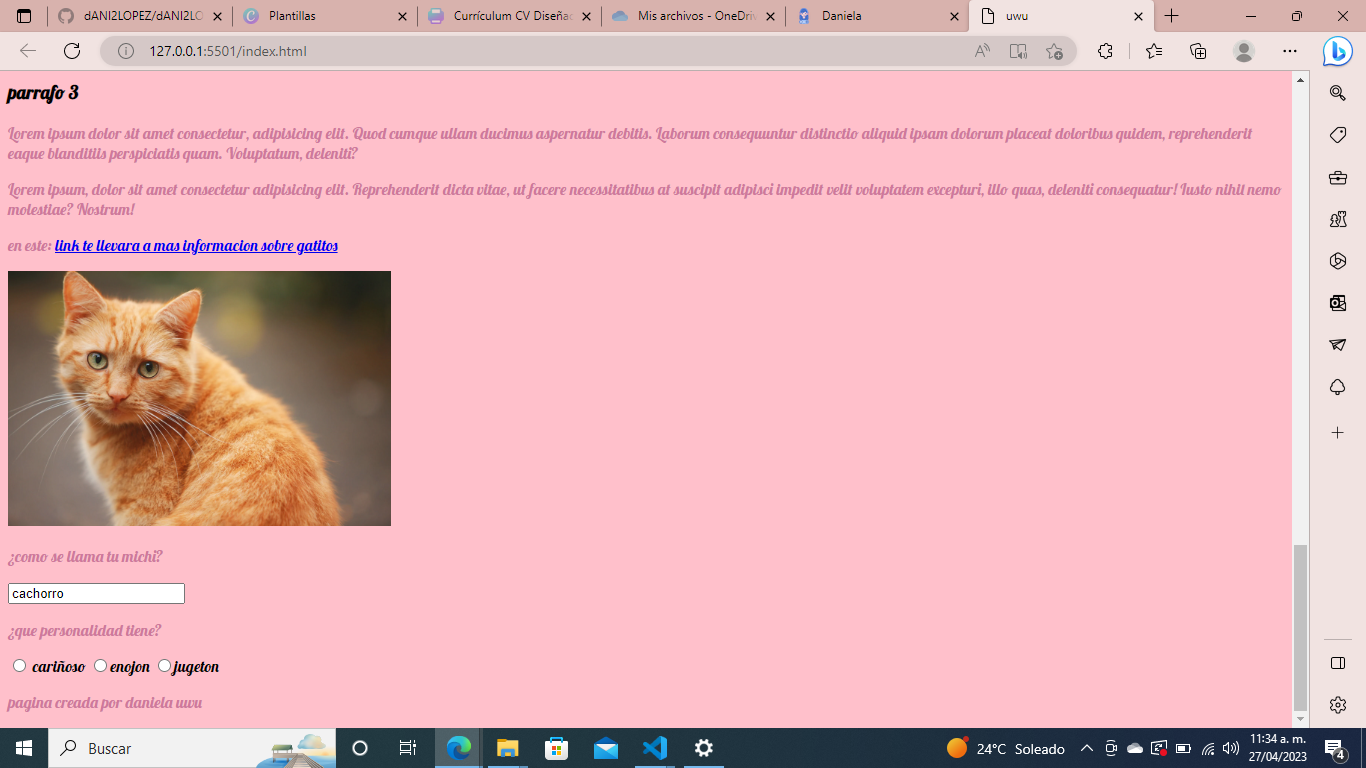 dANI2LOPEZ/dANI2LO
Plantillas
Currículum CV Diseñad
Mis archivos - OneDriv
Daniela
uwu
127.0.0.1:5501/index.html
parrafo 3
Lorem ipsum dolor sit amet consectetur, adipisicing elit. Quod cumque ullam ducimus aspernatur debitis. Laborum consequuntur distinctio aliquid ipsam dolorum placeat doloribus quidem, reprehenderit
eaque blanditiis perspiciatis quam. Voluptatum, deleniti?
Lorem ipsum, dolor sit amet consectetur adipisicing elit. Reprehenderit dicta vitae, ut facere necessitatibus at suscipit adipisci impedit velit voluptatem excepturi, illo quas, deleniti consequatur! Iusto nihil nemo
molestiae? Nostrum!
en este: link te llevara a mas informacion sobre gatitos
¿como se llama tu michi?
cachorro
¿que personalidad tiene?
cariñoso enojon jugeton
pagina creada por daniela uwu
Buscar
24°C Soleado
11:34 a. m.
27/04/2023
4